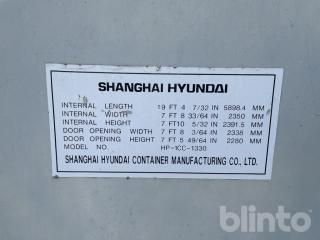 SHANGHAI HYUNDAI
INTERNAL LENGTH 19 FT 4 7/32 IN 5898.4 MM
INTERNAL WIDTH 7 FT 8 33/64 IN 2350 MM
INTERNAL HEIGHT 7 FT10 5/32 IN 2391.5 MM
DOOR OPENING WIDTH 7 FT 8 3/64 IN 2338 MM
DOOR OPENING HEIGHT 7 FT 5 49/64 IN 2280 MM
MODEL NO. HP-1CC-1330
SHANGHAI HYUNDAI CONTAINER MANUFACTURING CO., LTD.
blinto